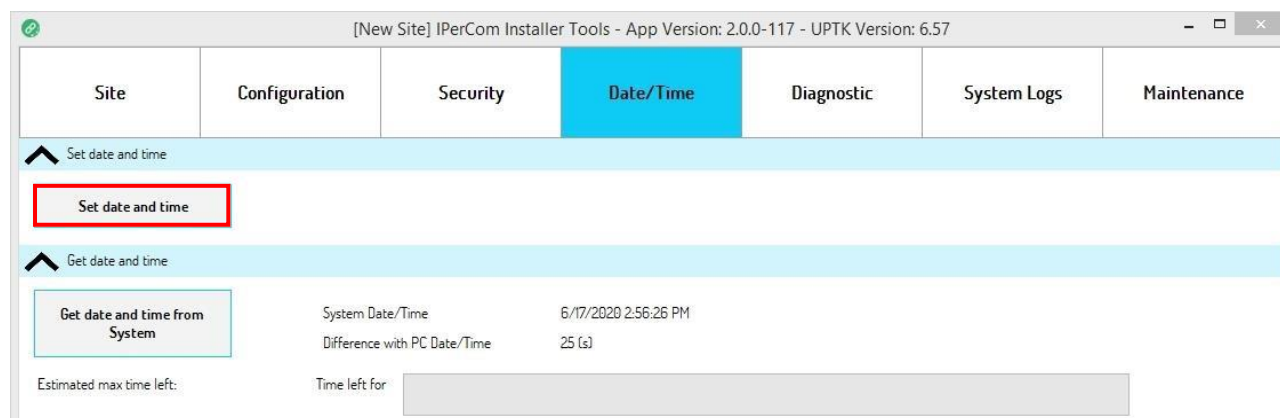 [New Site] IPerCom Installer Tools - App Version: 2.0.0-117 - UPTK Version: 6.57
Site Configuration Security Date/Time Diagnostic System Logs Maintenance
Set date and time
Set date and time
Get date and time
Get date and time from
System
System Date/Time 6/17/2020 2:56:26 PM
Difference with PC Date/Time 25 (s)
Estimated max time left: Time left for